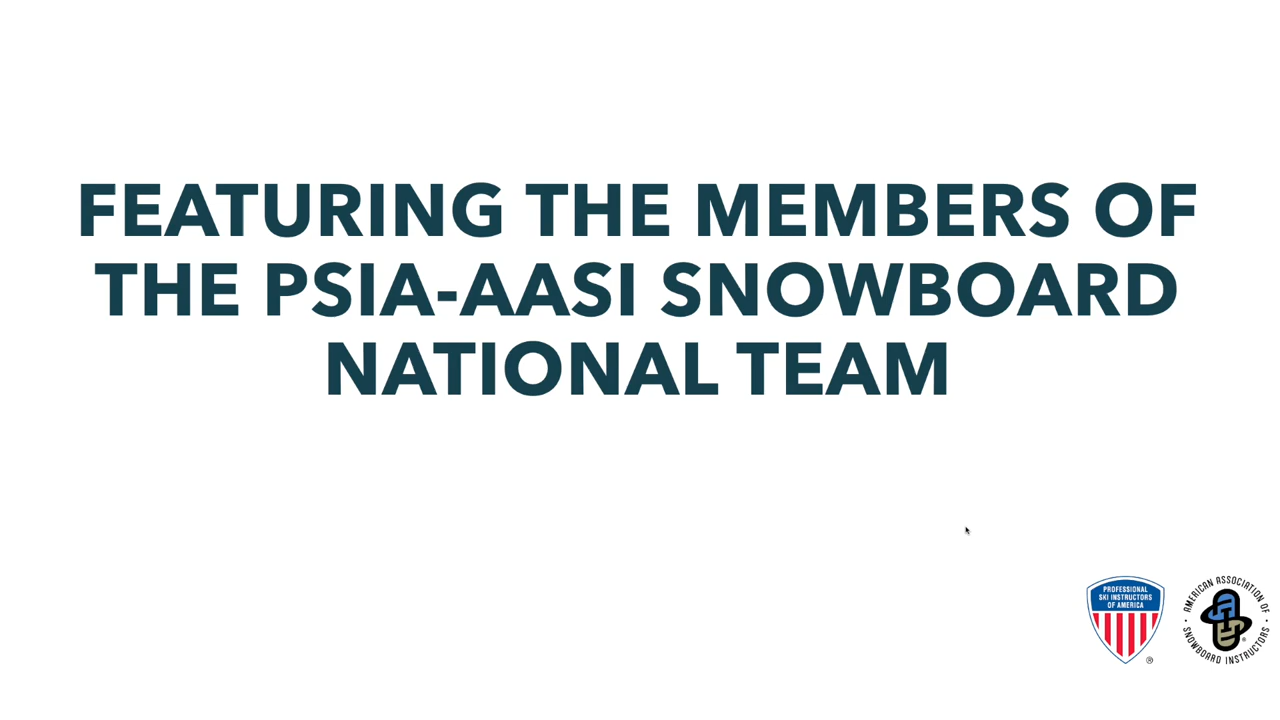 FEATURING THE MEMBERS OF
THE PSIA-AASI SNOWBOARD
NATIONAL TEAM
PROFESSIONAL
SKI INSTRUCTORS
OF AMERICA
®
AMERICAN ASSOCIATION OF
SNOWBOARD INSTRUCTORS
®